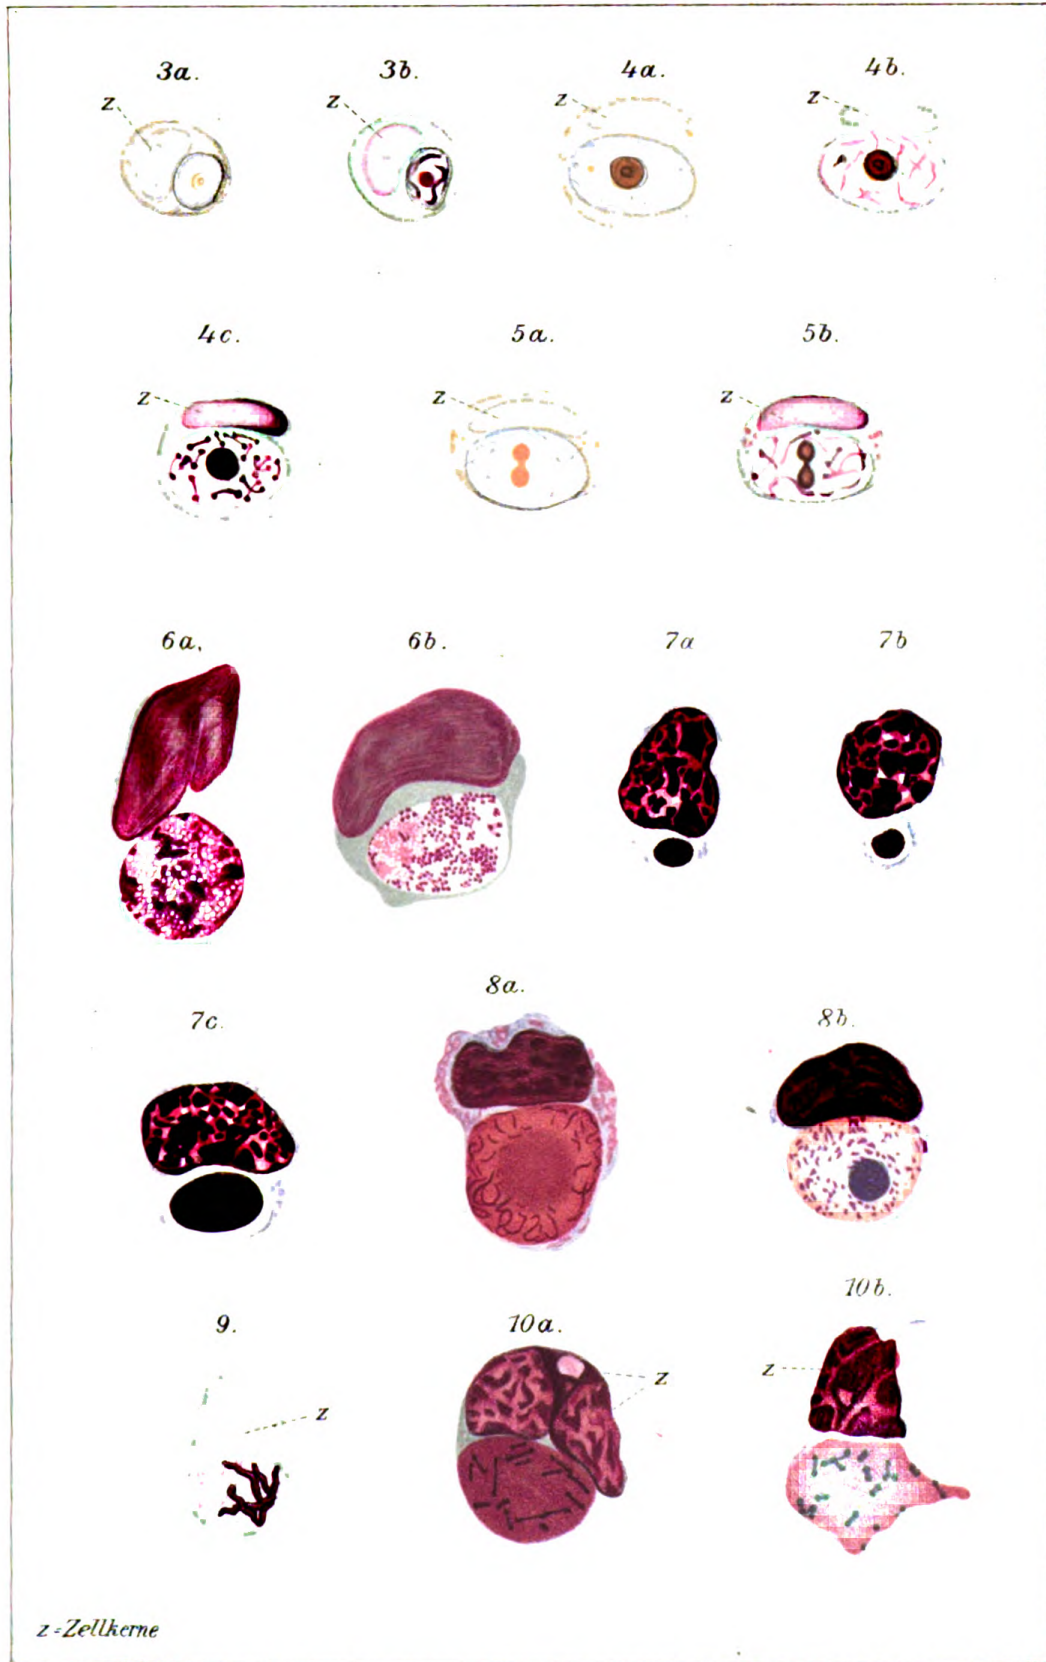 3a. 3b. 4a. 4b.
z z z z
4c. 5a. 5b.
z z z
6a, 6b. 7a 7b
8a.
7c. 8b.
10b.
9. 10a.
z z
z
z=Zellkerne